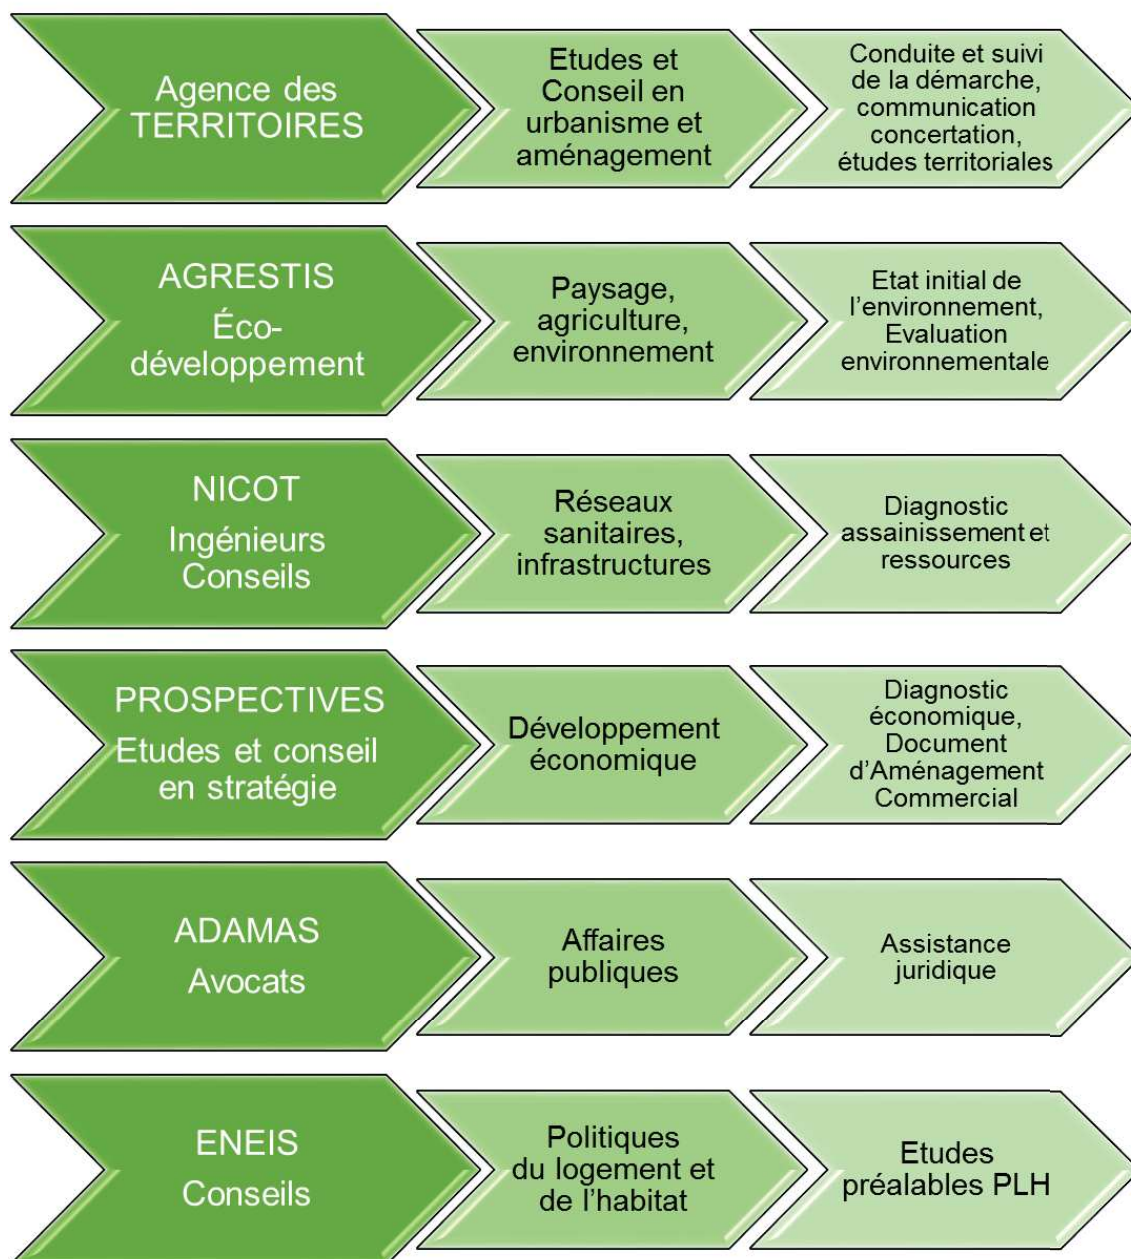 Agence des
TERRITOIRES
Etudes et
Conseil en
urbanisme et
aménagement
Conduite et suivi
de la démarche,
communication
concertation,
études territoriales
AGRESTIS
Éco-
développement
Paysage,
agriculture,
environnement
Etat initial de
l’environnement,
Evaluation
environnementale
NICOT
Ingénieurs
Conseils
Réseaux
sanitaires,
infrastructures
Diagnostic
assainissement et
ressources
PROSPECTIVES
Etudes et conseil
en stratégie
Développement
économique
Diagnostic
économique,
Document
d’Aménagement
Commercial
ADAMAS
Avocats
Affaires
publiques
Assistance
juridique
ENEIS
Conseils
Politiques
du logement et
de l’habitat
Etudes
préalables PLH